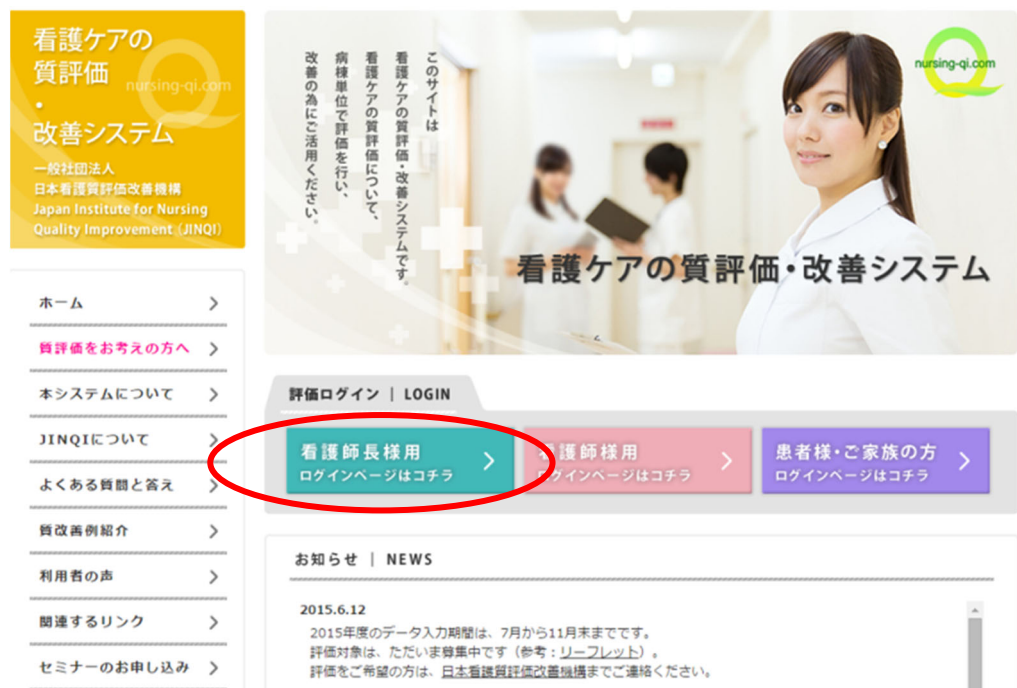 看護ケアの
質評価
・
改善システム
nursing-qi.com
一般社団法人
日本看護質評価改善機構
Japan Institute for Nursing
Quality Improvement (JINQI)
このサイトは
看護ケアの質評価・改善システムです。
看護ケアの質評価について、
病棟単位で評価を行い、
改善の為にご活用ください。
nursing-qi.com
看護ケアの質評価・改善システム
ホーム
質評価をお考えの方へ
本システムについて
JINQIについて
よくある質問と答え
質改善例紹介
利用者の声
関連するリンク
セミナーのお申し込み
評価ログイン | LOGIN
看護師長様用
ログインページはコチラ
看護師様用
ログインページはコチラ
患者様・ご家族の方
ログインページはコチラ
お知らせ | NEWS
2015.6.12
2015年度のデータ入力期間は、7月から11月末までです。
評価対象は、ただいま募集中です（参考：リーフレット）。
評価をご希望の方は、日本看護質評価改善機構までご連絡ください。